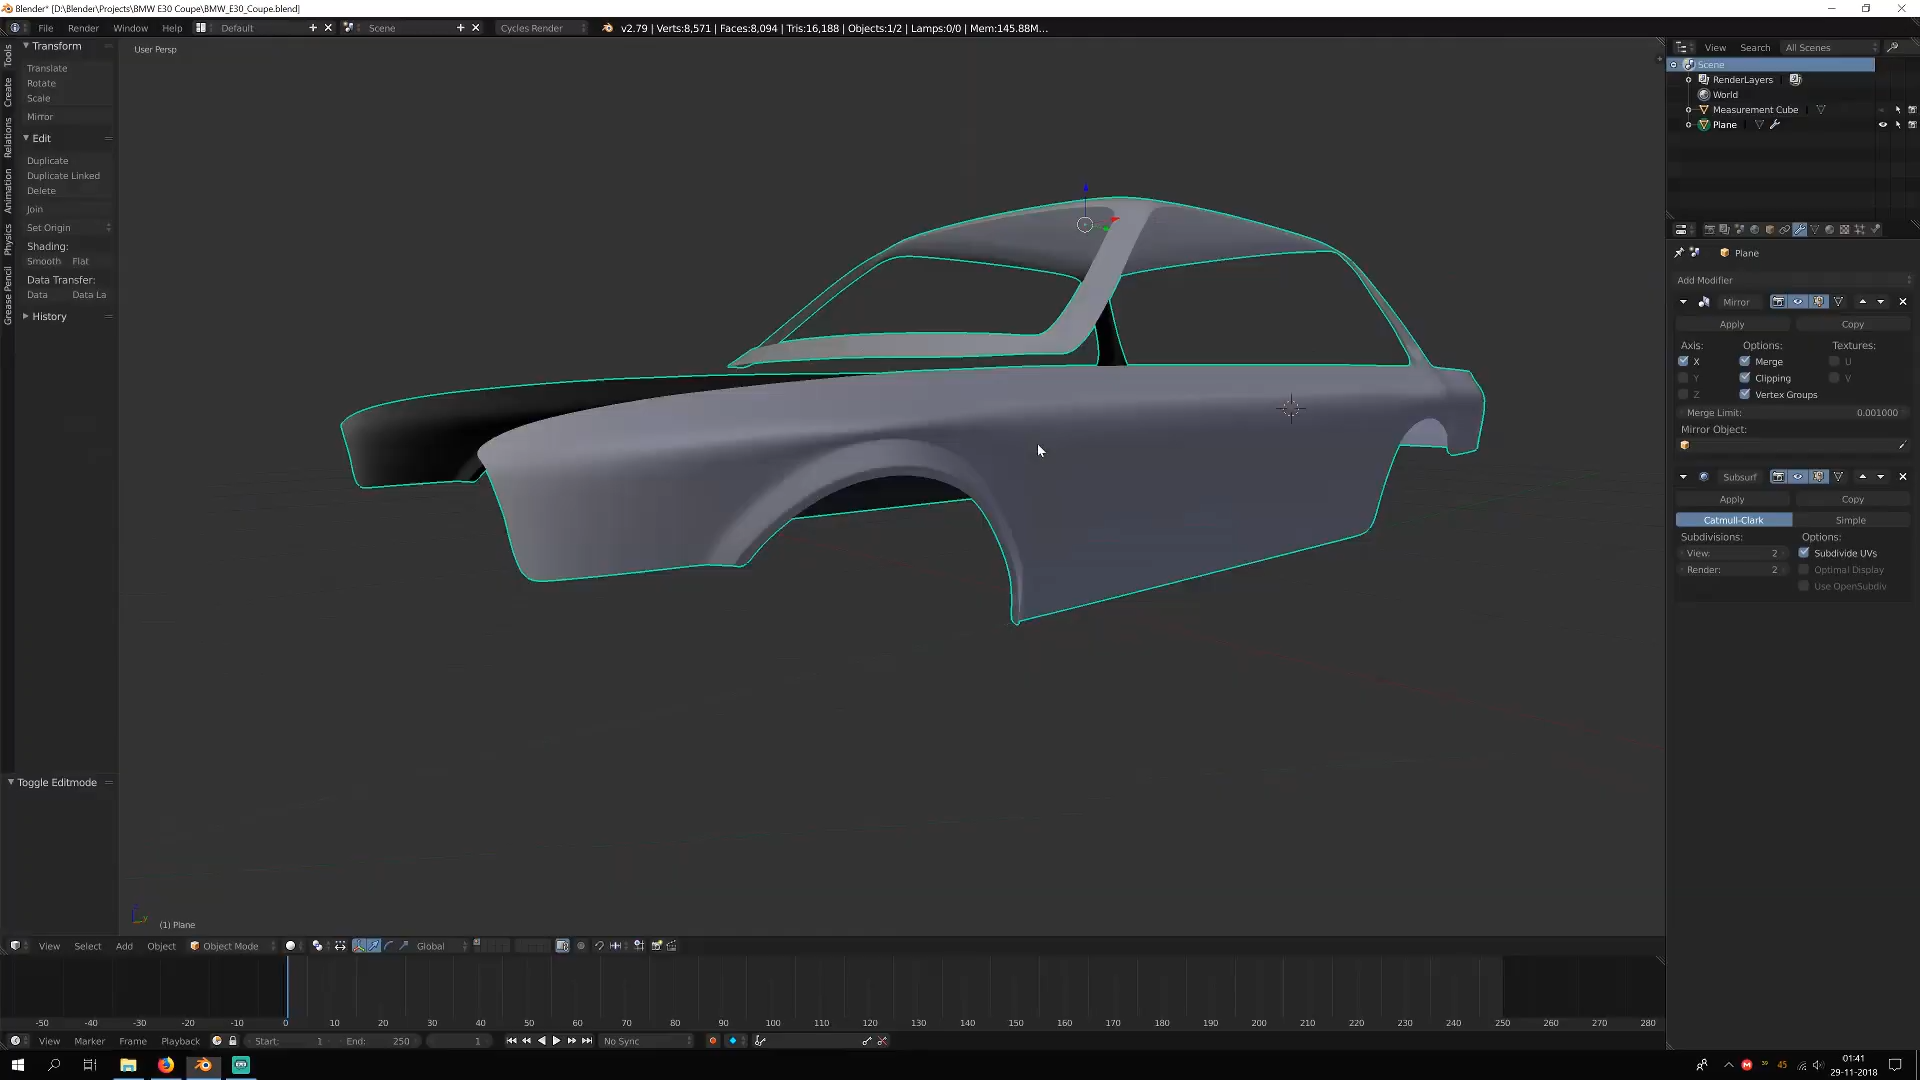 Blender* [D:\Blender\Projects\BMW E30 Coupe\BMW_E30_Coupe.blend]
File Render Window Help Default Scene Cycles Render v2.79 | Verts:8,571 | Faces:8,094 | Tris:16,188 | Objects:1/2 | Lamps:0/0 | Mem:145.88M...
Tools
Create
Relations
Animation
Physics
Grease Pencil
Transform
Translate
Rotate
Scale
Mirror
Edit
Duplicate
Duplicate Linked
Delete
Join
Set Origin
Shading:
Smooth Flat
Data Transfer:
Data Data La
History
Toggle Editmode
User Persp
(1) Plane
View Search All Scenes
Scene
RenderLayers
World
Measurement Cube
Plane
Plane
Add Modifier
Mirror
Apply Copy
Axis: Options: Textures:
X Merge U
Y Clipping V
Z Vertex Groups
Merge Limit: 0.001000
Mirror Object:
Subsurf
Apply Copy
Catmull-Clark Simple
Subdivisions: Options:
View: 2 Subdivide UVs
Render: 2 Optimal Display
Use OpenSubdiv
View Select Add Object Object Mode Global
-50 -40 -30 -20 -10 0 10 20 30 40 50 60 70 80 90 100 110 120 130 140 150 160 170 180 190 200 210 220 230 240 250 260 270 280
View Marker Frame Playback Start: 1 End: 250 1 No Sync
45
01:41
29-11-2018